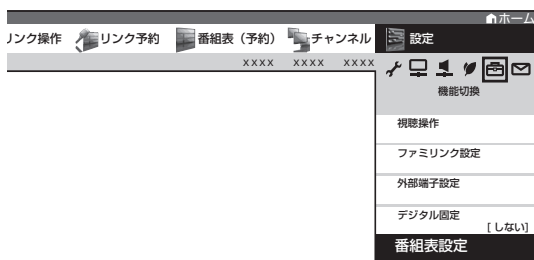 ホーム
リンク操作 リンク予約 番組表（予約） チャンネル 設定
xxxx xxxx xxxx
機能切換
視聴操作
ファミリンク設定
外部端子設定
デジタル固定
[しない]
番組表設定